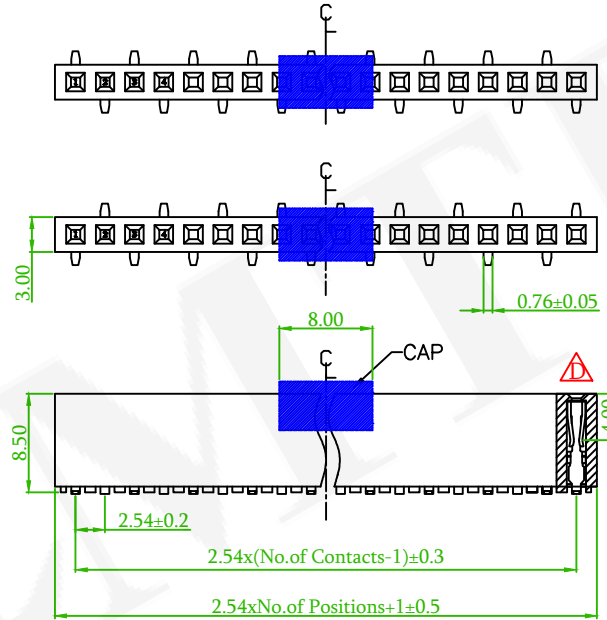 C
1 2 3 4
C
1 2 3 4
3.00
0.76±0.05
8.00
C
CAP
D
8.50
2.54±0.2
2.54x(No.of Contacts-1)±0.3
2.54xNo.of Positions+1±0.5